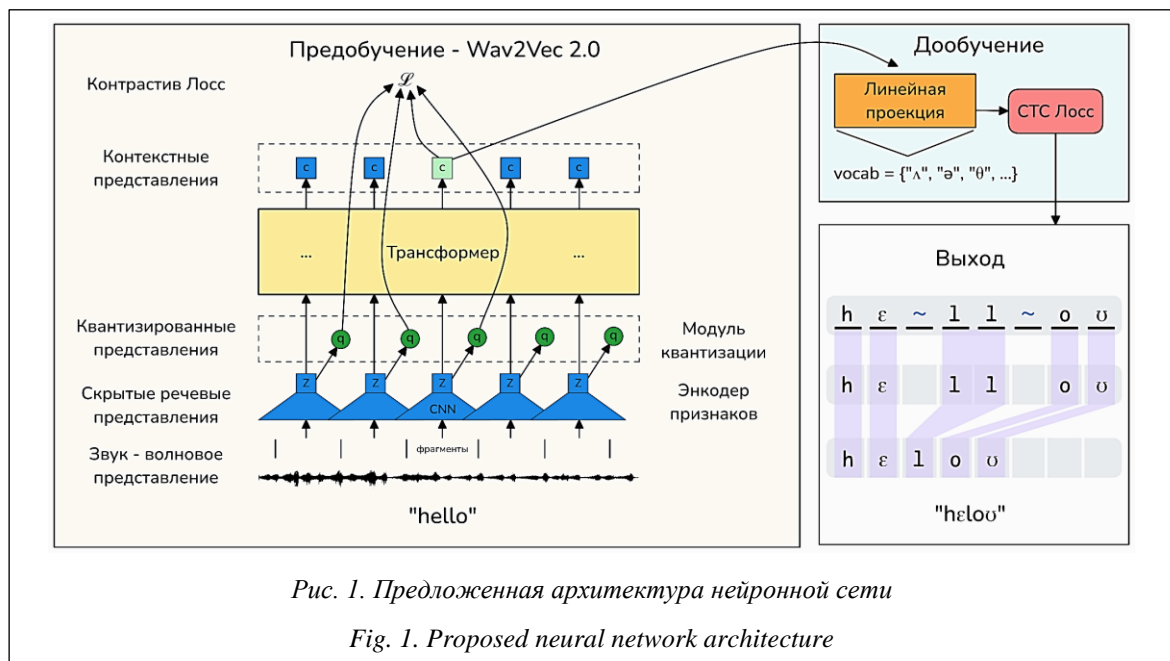 Предобучение - Wav2Vec 2.0
Контрастив Лосс
ℒ
Контекстные
представления
c c c c c
... Трансформер ...
Квантизированные
представления
q q q q q
Модуль
квантизации
Скрытые речевые
представления
z z z z z
CNN
Энкодер
признаков
Звук - волновое
представление
фрагменты
"hello"
Дообучение
Линейная
проекция
СТС Лосс
vocab = {"ʌ", "ə", "θ", ...}
Выход
h ɛ ~ l l ~ o ʊ
h ɛ l l o ʊ
h ɛ l o ʊ
"hɛloʊ"
Рис. 1. Предложенная архитектура нейронной сети
Fig. 1. Proposed neural network architecture